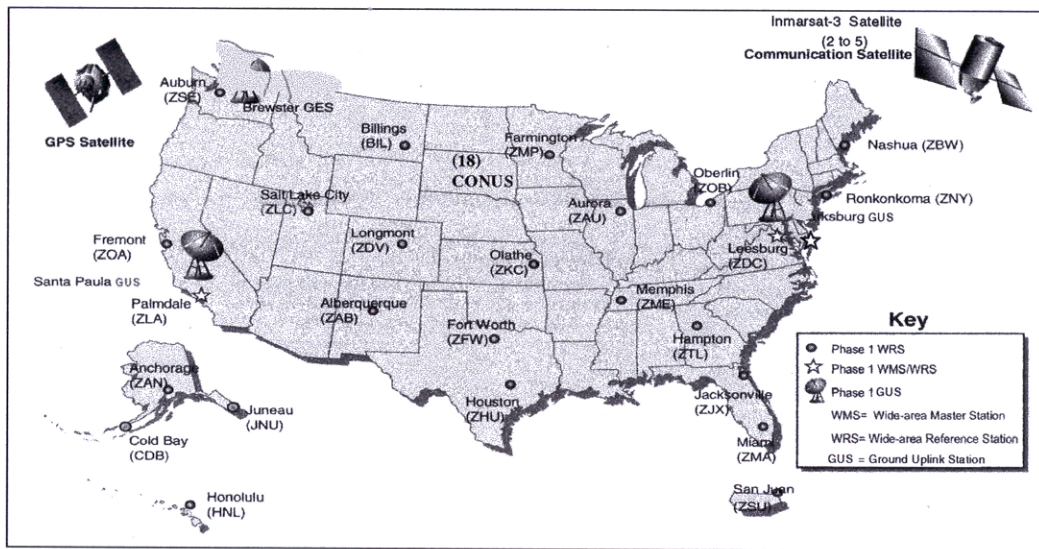 Inmarsat-3 Satellite
(2 to 5)
Communication Satellite
GPS Satellite
Auburn
(ZSE)
Brewster GES
Billings
(BIL)
Farmington
(ZMP)
(18)
CONUS
Nashua (ZBW)
Oberlin
(ZOB)
Ronkonkoma (ZNY)
Salt Lake City
(ZLC)
Aurora
(ZAU)
arksburg GUS
Fremont
(ZOA)
Longmont
(ZDV)
Olathe
(ZKC)
Leesburg
(ZDC)
Santa Paula GUS
Palmdale
(ZLA)
Alberquerque
(ZAB)
Memphis
(ZME)
Fort Worth
(ZFW)
Hampton
(ZTL)
Anchorage
(ZAN)
Juneau
(JNU)
Houston
(ZHU)
Jacksonville
(ZJX)
Cold Bay
(CDB)
Miami
(ZMA)
Honolulu
(HNL)
San Juan
(ZSU)
Key
Phase 1 WRS
Phase 1 WMS/WRS
Phase 1 GUS
WMS= Wide-area Master Station
WRS= Wide-area Reference Station
GUS = Ground Uplink Station